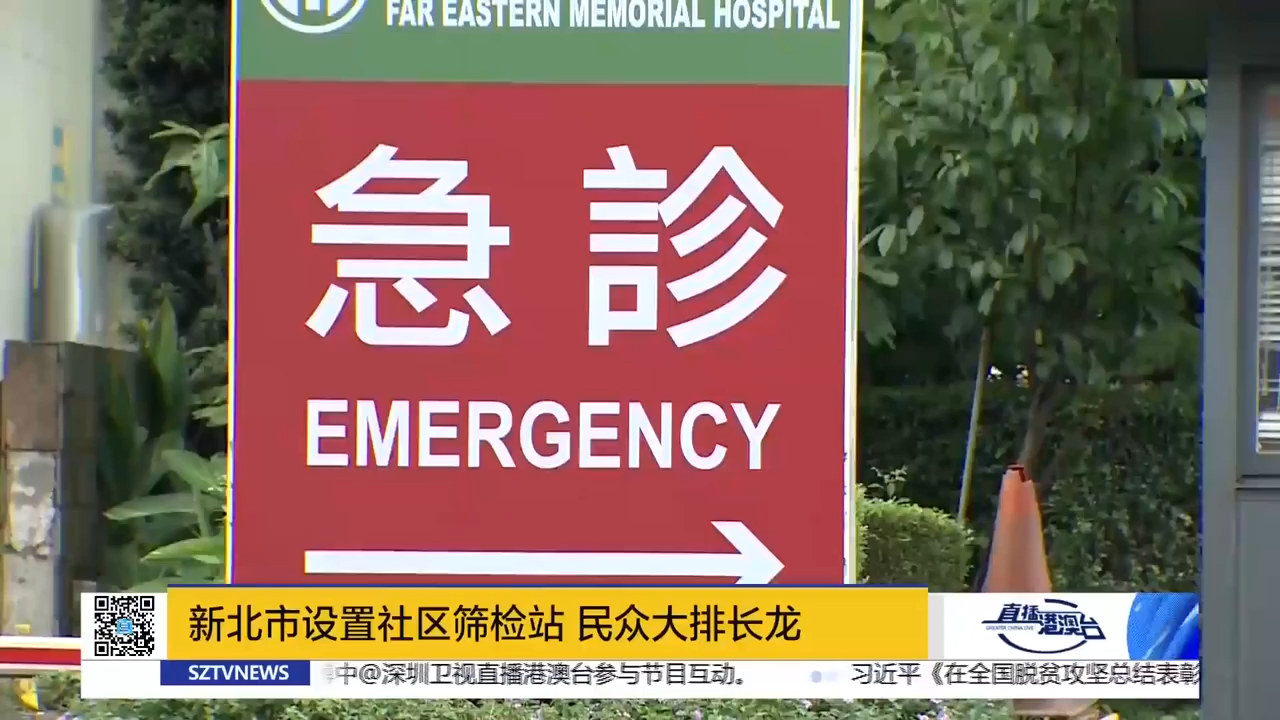 FAR EASTERN MEMORIAL HOSPITAL
急診
EMERGENCY
新北市设置社区筛检站 民众大排长龙
直播港澳台
GREATER CHINA LIVE
SZTVNEWS
中@深圳卫视直播港澳台参与节目互动。 习近平《在全国脱贫攻坚总结表彰